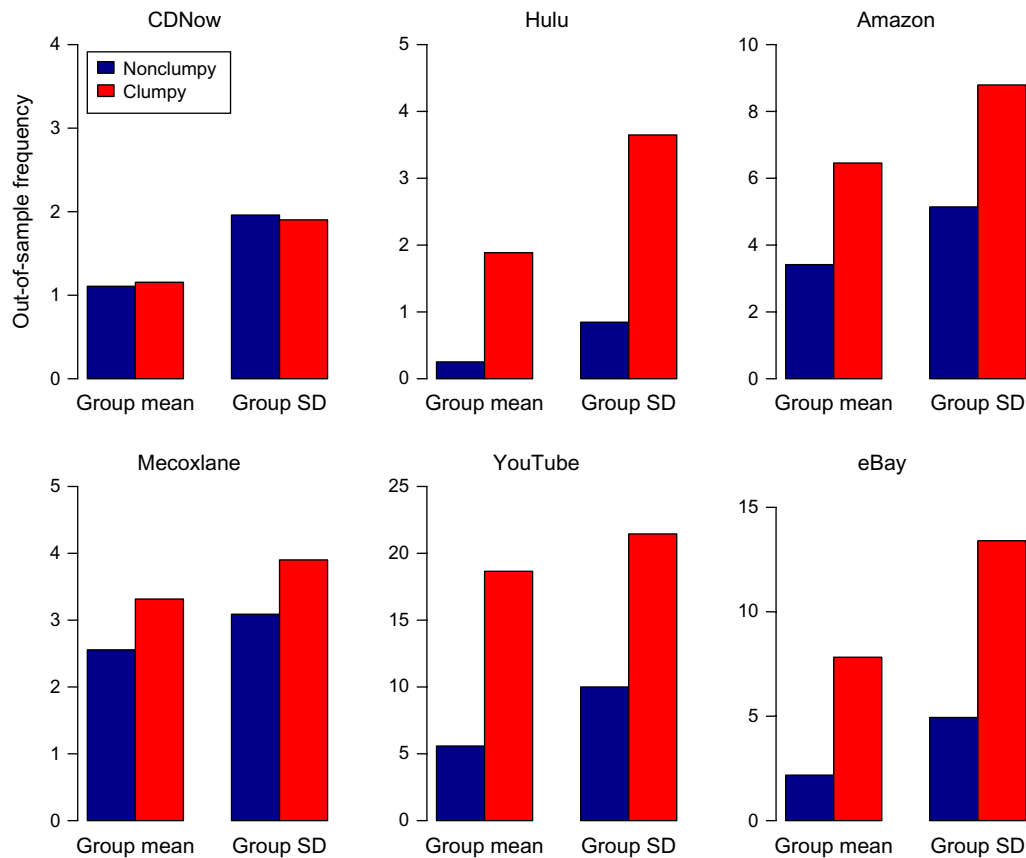 CDNow
Hulu
Amazon
Out-of-sample frequency
4
3
2
1
0
Nonclumpy
Clumpy
Group mean
Group SD
5
4
3
2
1
0
Group mean
Group SD
10
8
6
4
2
0
Group mean
Group SD
Mecoxlane
YouTube
eBay
5
4
3
2
1
0
Group mean
Group SD
25
20
15
10
5
0
Group mean
Group SD
15
10
5
0
Group mean
Group SD